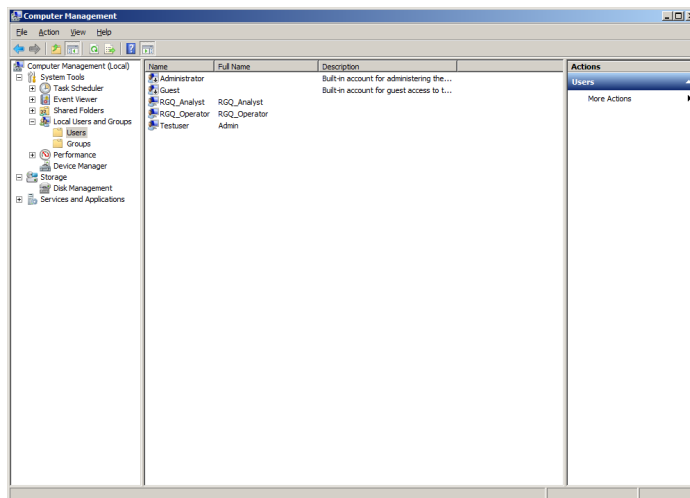 Computer Management
File Action View Help
Computer Management (Local)
System Tools
Task Scheduler
Event Viewer
Shared Folders
Local Users and Groups
Users
Groups
Performance
Device Manager
Storage
Disk Management
Services and Applications
Name Full Name Description
Administrator Built-in account for administering the...
Guest Built-in account for guest access to t...
RGQ_Analyst RGQ_Analyst
RGQ_Operator RGQ_Operator
Testuser Admin
Actions
Users
More Actions